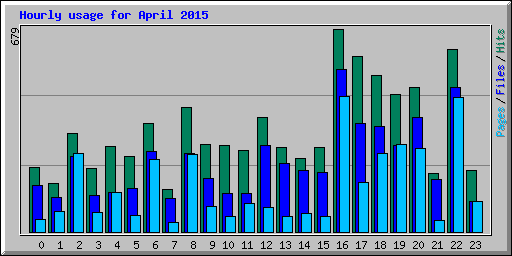 Hourly usage for April 2015
679
Pages / Files / Hits
0 1 2 3 4 5 6 7 8 9 10 11 12 13 14 15 16 17 18 19 20 21 22 23